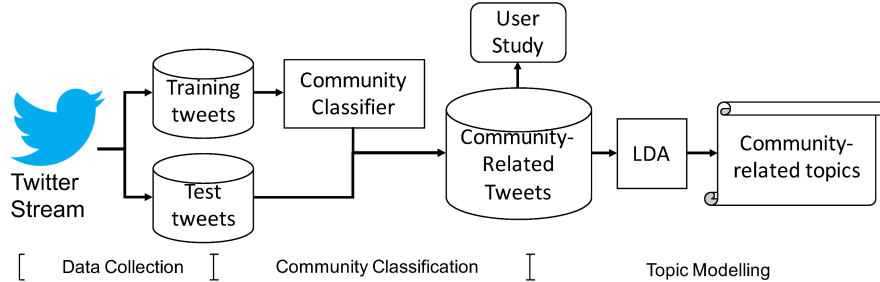 User
Study
Training
tweets
Community
Classifier
Twitter
Stream
Test
tweets
Community-
Related
Tweets
LDA
Community-
related topics
Data Collection
Community Classification
Topic Modelling